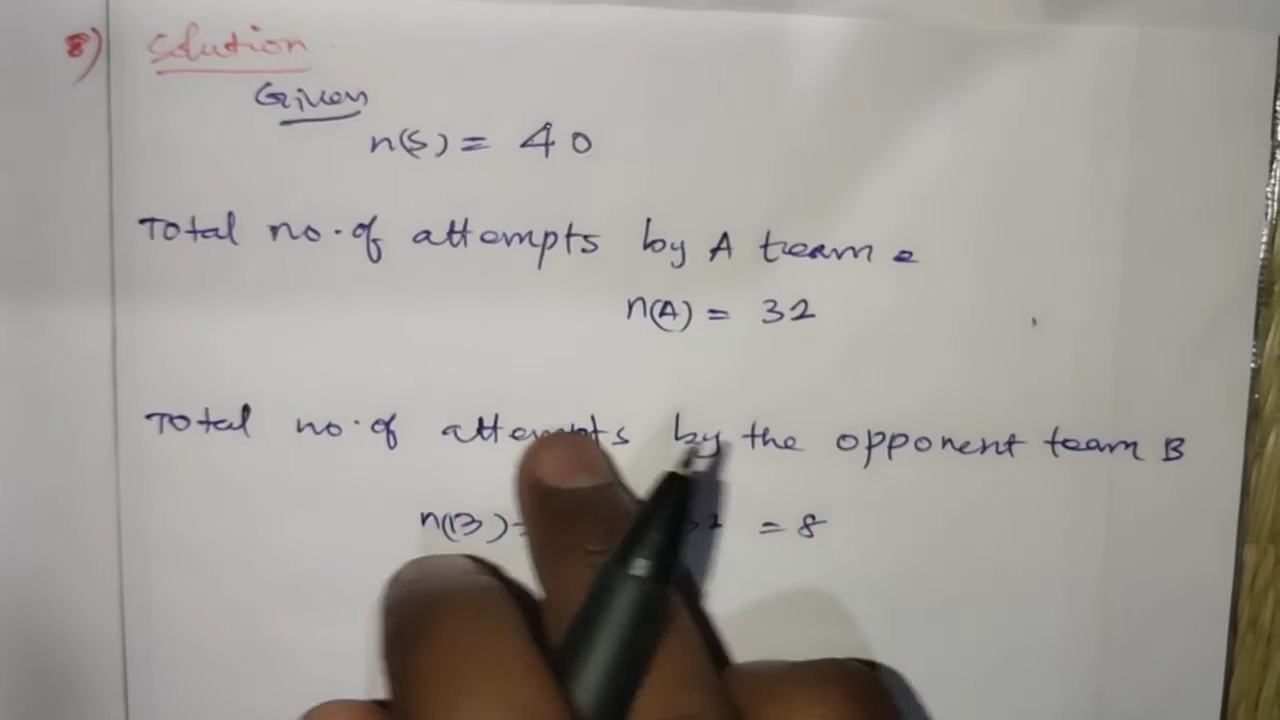 8) Solution
Given
n(S) = 40
Total no. of attempts by A team =
n(A) = 32
Total no. of attempts by the opponent team B
n(B) = 32 = 8